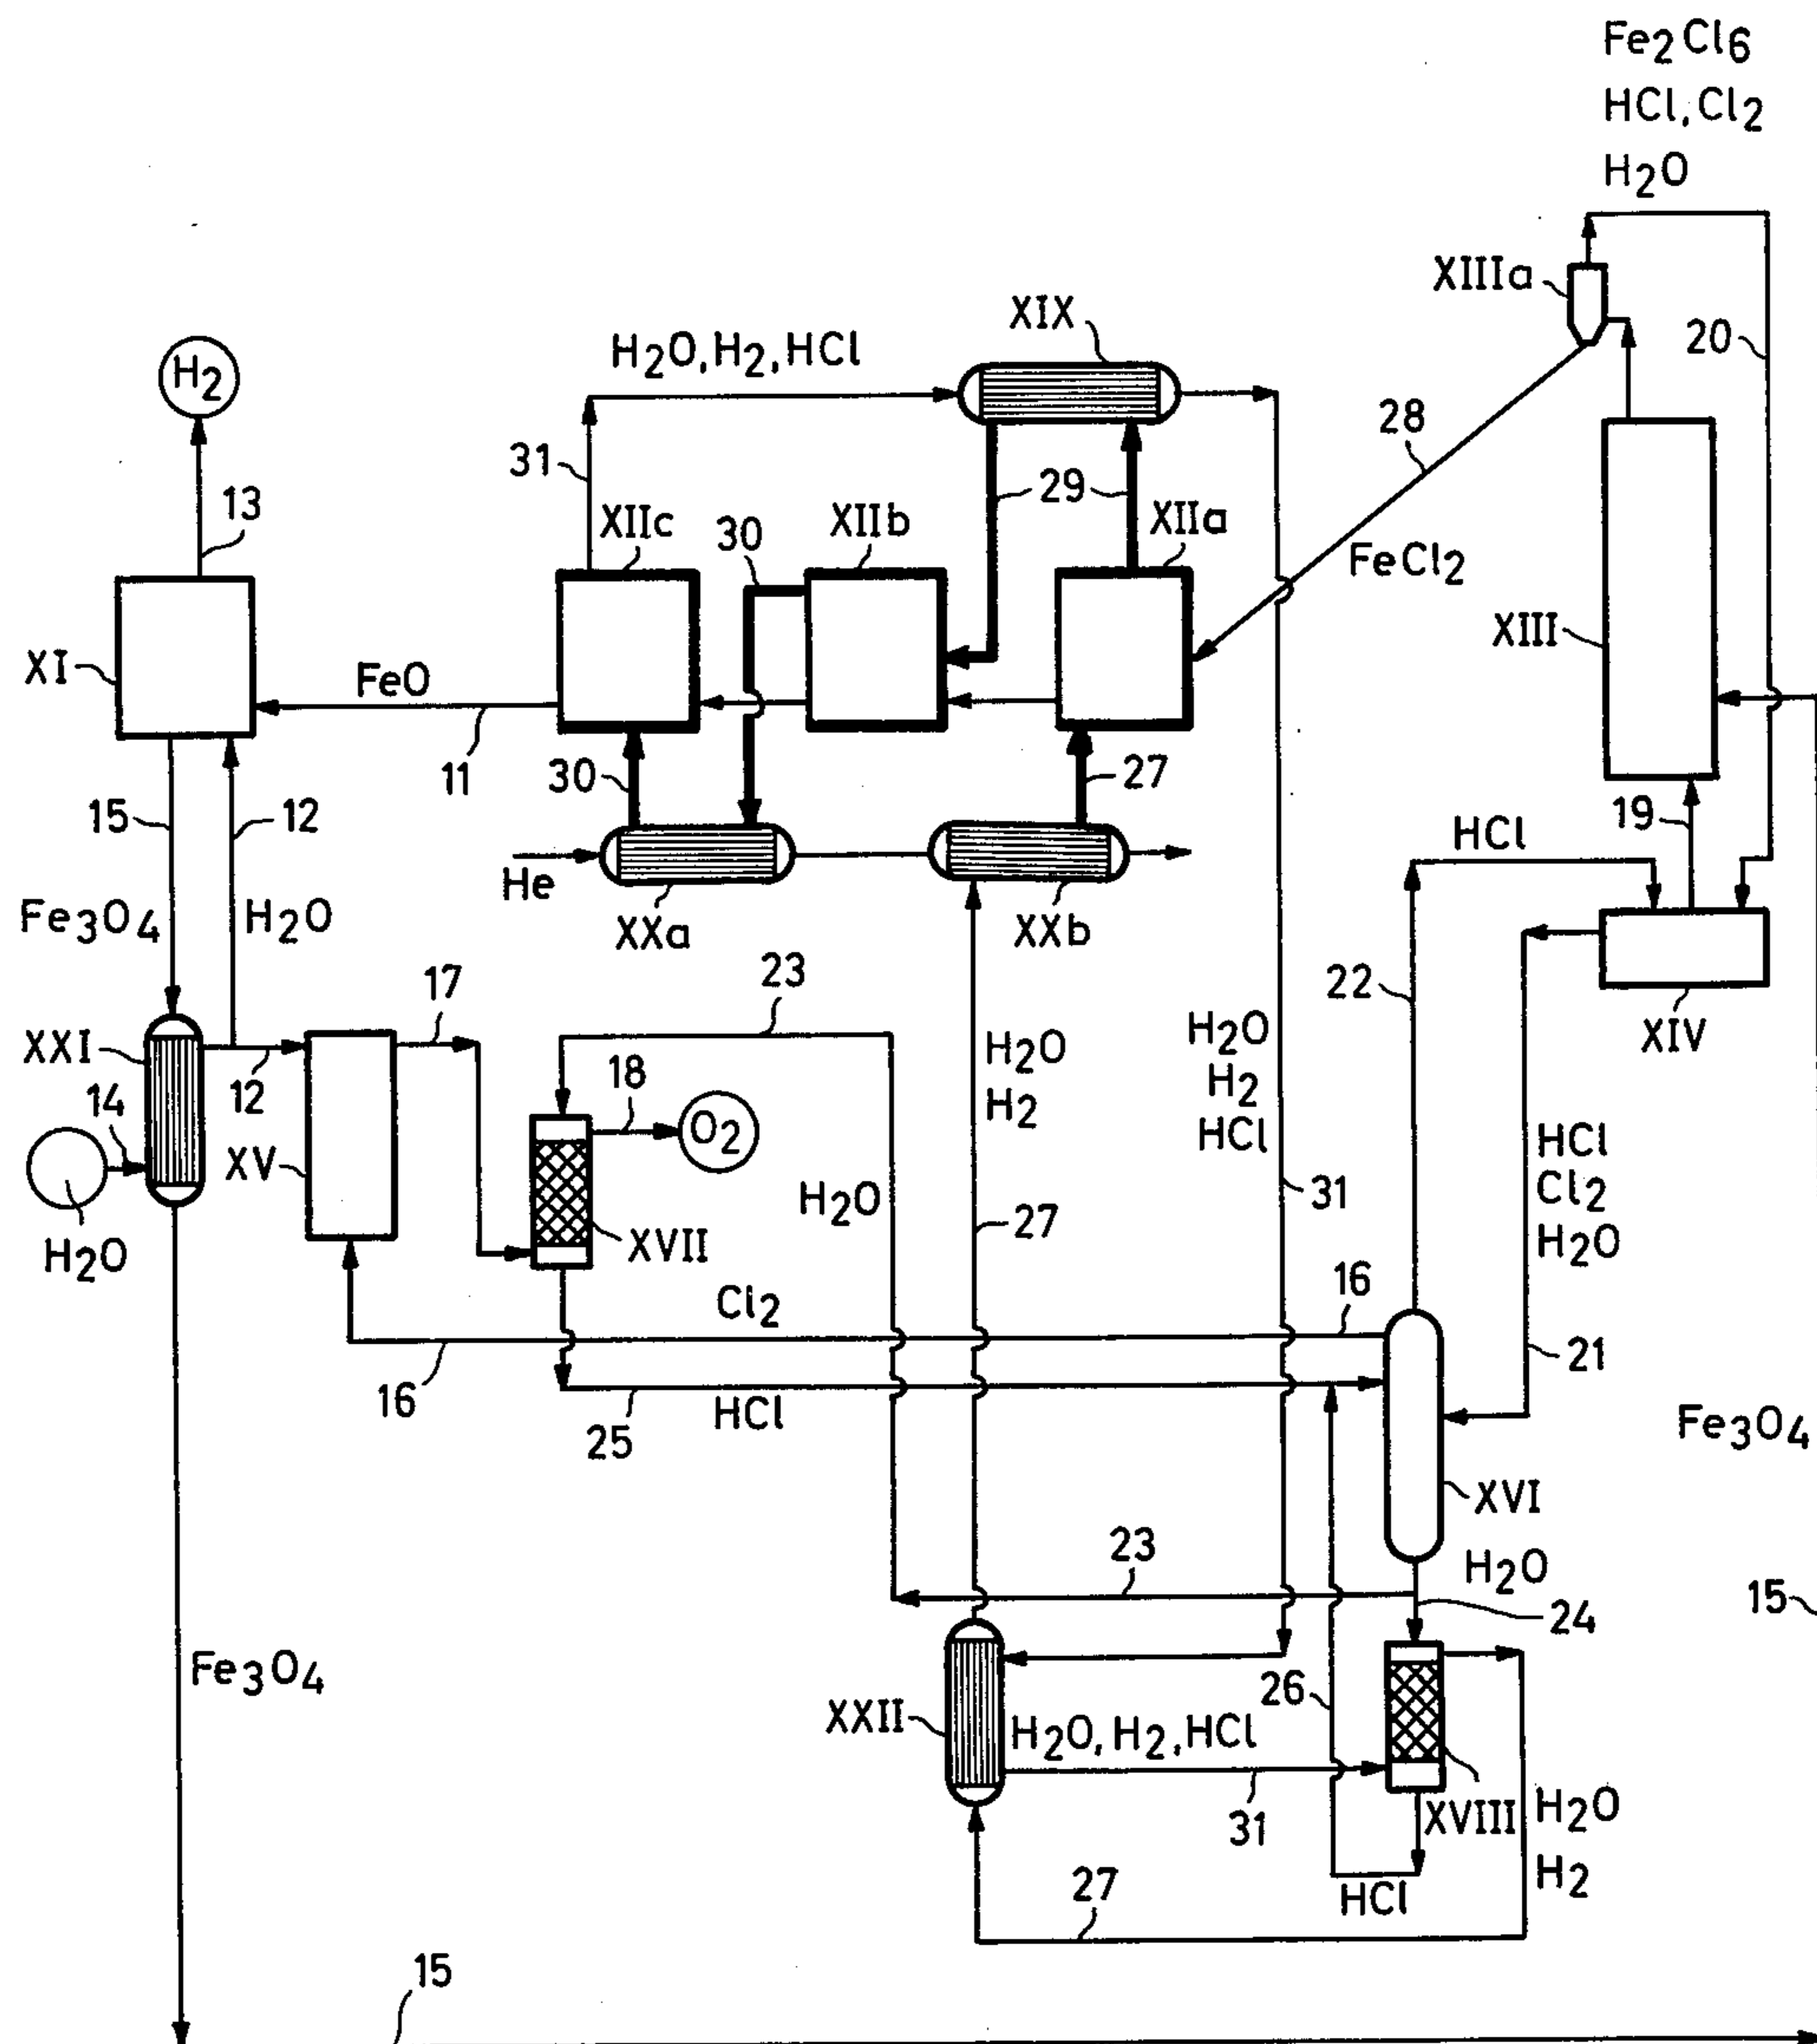 Fe2Cl6
HCl, Cl2
H2O
XIIIa
XIX
20
H2O, H2, HCl
H2
28
31
29
13
XIIc
30
XIIb
XIIa
FeCl2
XIII
XI
FeO
11
30
27
15
12
19
HCl
He
Fe3O4
H2O
XXa
XXb
23
22
17
XIV
XXI
H2O
H2
H2O
H2
HCl
12
18
14
O2
XV
HCl
Cl2
H2O
H2O
31
XVII
27
H2O
Cl2
16
21
16
HCl
25
Fe3O4
XVI
23
H2O
15
24
Fe3O4
26
XXII
H2O, H2, HCl
31
XVIII
H2O
H2
27
HCl
15